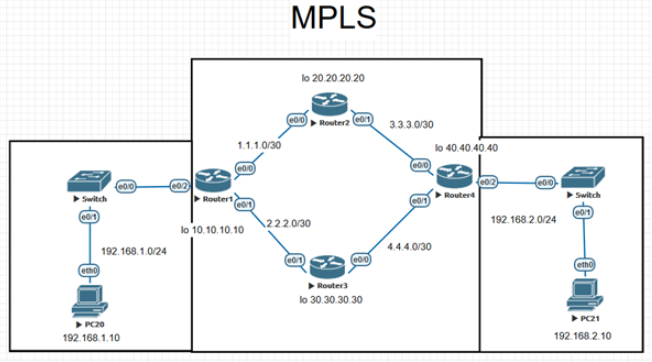 MPLS
lo 20.20.20.20
e0/0
e0/1
Router2
1.1.1.0/30
3.3.3.0/30
lo 40.40.40.40
e0/0
e0/0
Switch
e0/0
e0/2
Router1
e0/1
Router4
e0/2
e0/1
e0/0
Switch
e0/1
lo 10.10.10.10
2.2.2.0/30
192.168.2.0/24
e0/1
192.168.1.0/24
4.4.4.0/30
e0/1
e0/0
Router3
lo 30.30.30.30
eth0
PC20
192.168.1.10
eth0
PC21
192.168.2.10